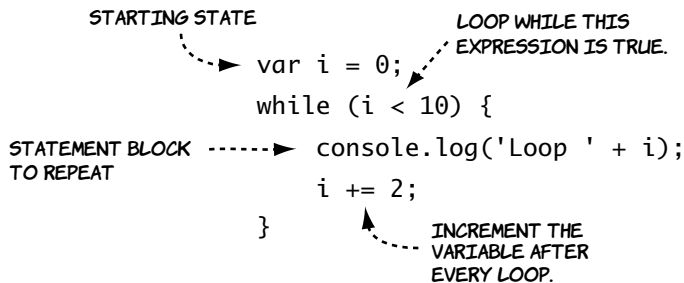 STARTING STATE
LOOP WHILE THIS
EXPRESSION IS TRUE.
var i = 0;
while (i < 10) {
STATEMENT BLOCK
TO REPEAT
console.log('Loop ' + i);
i += 2;
}
INCREMENT THE
VARIABLE AFTER
EVERY LOOP.